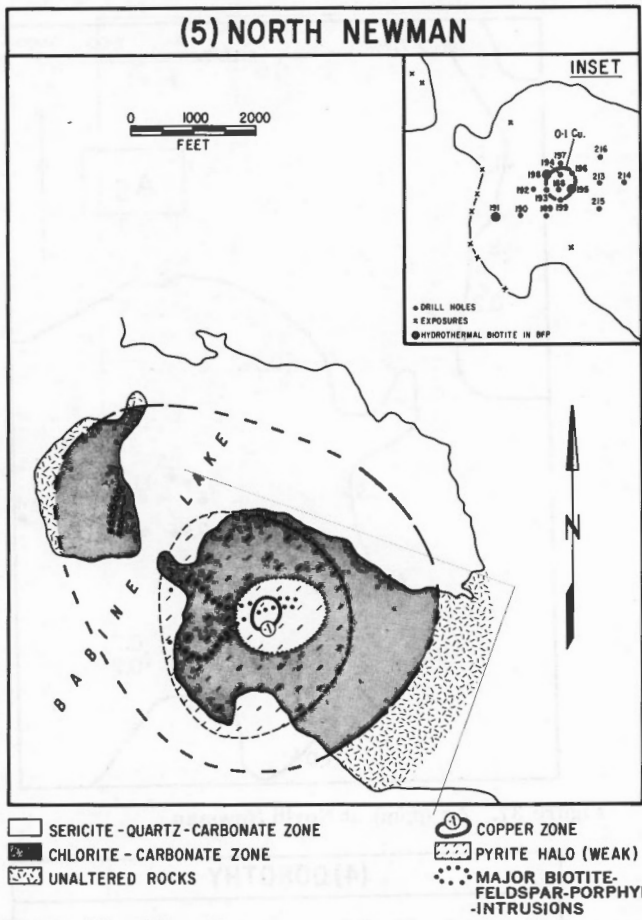 (5) NORTH NEWMAN
0 1000 2000
FEET
INSET
0·1 Cu.
197
216
194
198
196
192
168
195
213
214
193
191
190
189
199
215
DRILL HOLES
EXPOSURES
HYDROTHERMAL BIOTITE IN BFP
BABINE LAKE
N
SERICITE-QUARTZ-CARBONATE ZONE
CHLORITE-CARBONATE ZONE
UNALTERED ROCKS
COPPER ZONE
PYRITE HALO (WEAK)
MAJOR BIOTITE-
FELDSPAR-PORPHY
-INTRUSIONS